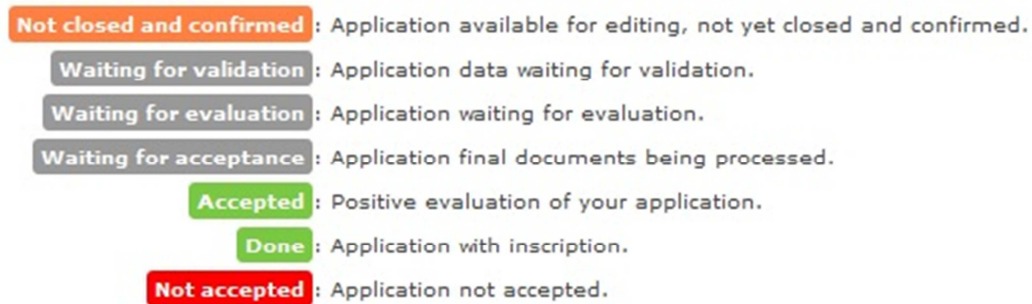 Not closed and confirmed : Application available for editing, not yet closed and confirmed.
Waiting for validation : Application data waiting for validation.
Waiting for evaluation : Application waiting for evaluation.
Waiting for acceptance : Application final documents being processed.
Accepted : Positive evaluation of your application.
Done : Application with inscription.
Not accepted : Application not accepted.